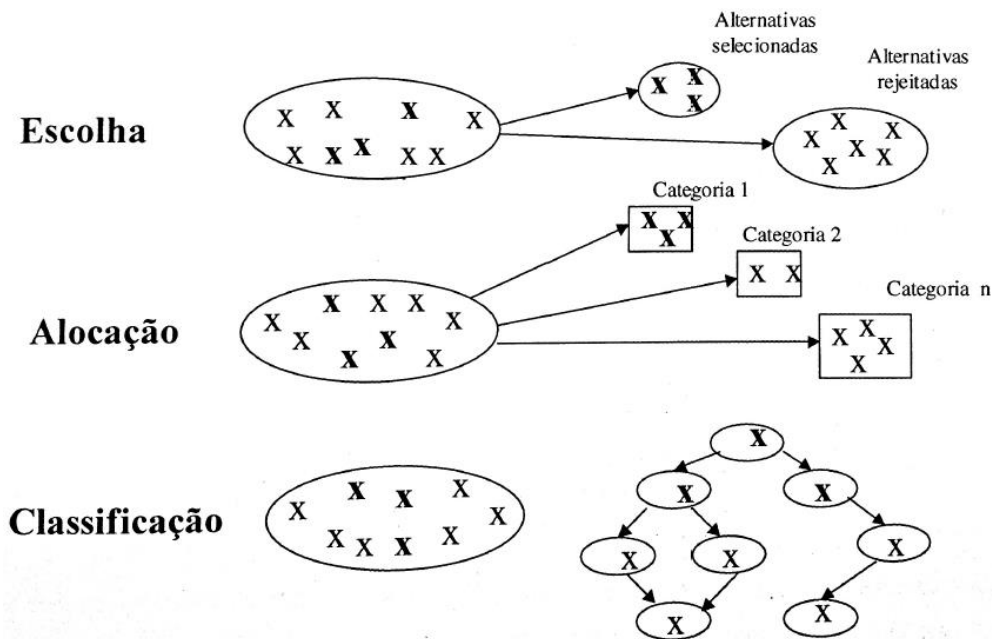 Alternativas
selecionadas
Alternativas
rejeitadas
Escolha
X X X X X X X X X
X X X
X X X X X X
Categoria 1
Categoria 2
Categoria n
Alocação
X X X X X X X X X
X X X
X X
X X X X
Classificação
X X X X X X X X X
X
X X
X X X
X X